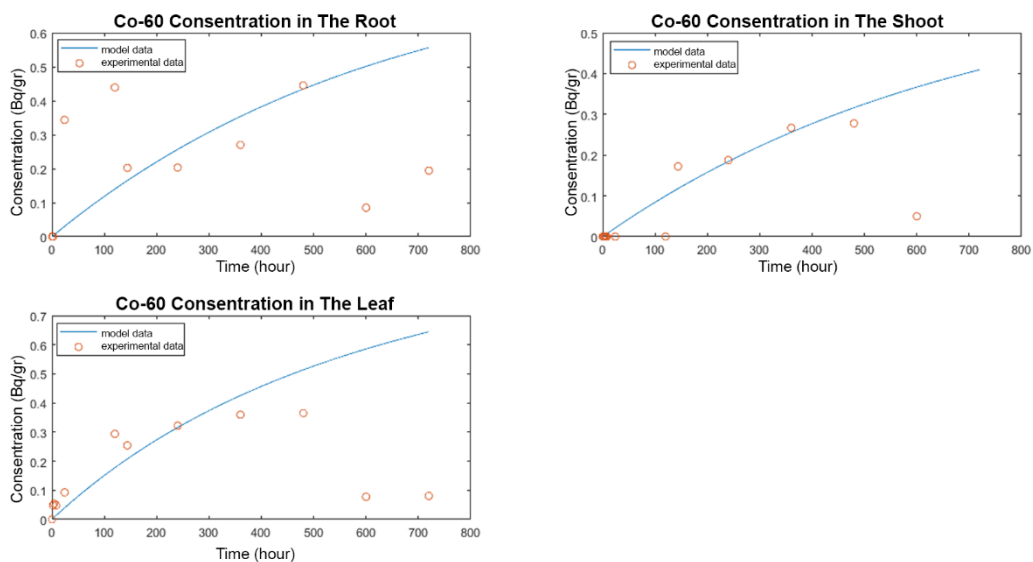 Co-60 Consentration in The Root
Consentration (Bq/gr)
0.6
0.5
0.4
0.3
0.2
0.1
0
model data
experimental data
0 100 200 300 400 500 600 700 800
Time (hour)
Co-60 Consentration in The Shoot
Consentration (Bq/gr)
0.5
0.4
0.3
0.2
0.1
0
model data
experimental data
0 100 200 300 400 500 600 700 800
Time (hour)
Co-60 Consentration in The Leaf
Consentration (Bq/gr)
0.7
0.6
0.5
0.4
0.3
0.2
0.1
0
model data
experimental data
0 100 200 300 400 500 600 700 800
Time (hour)